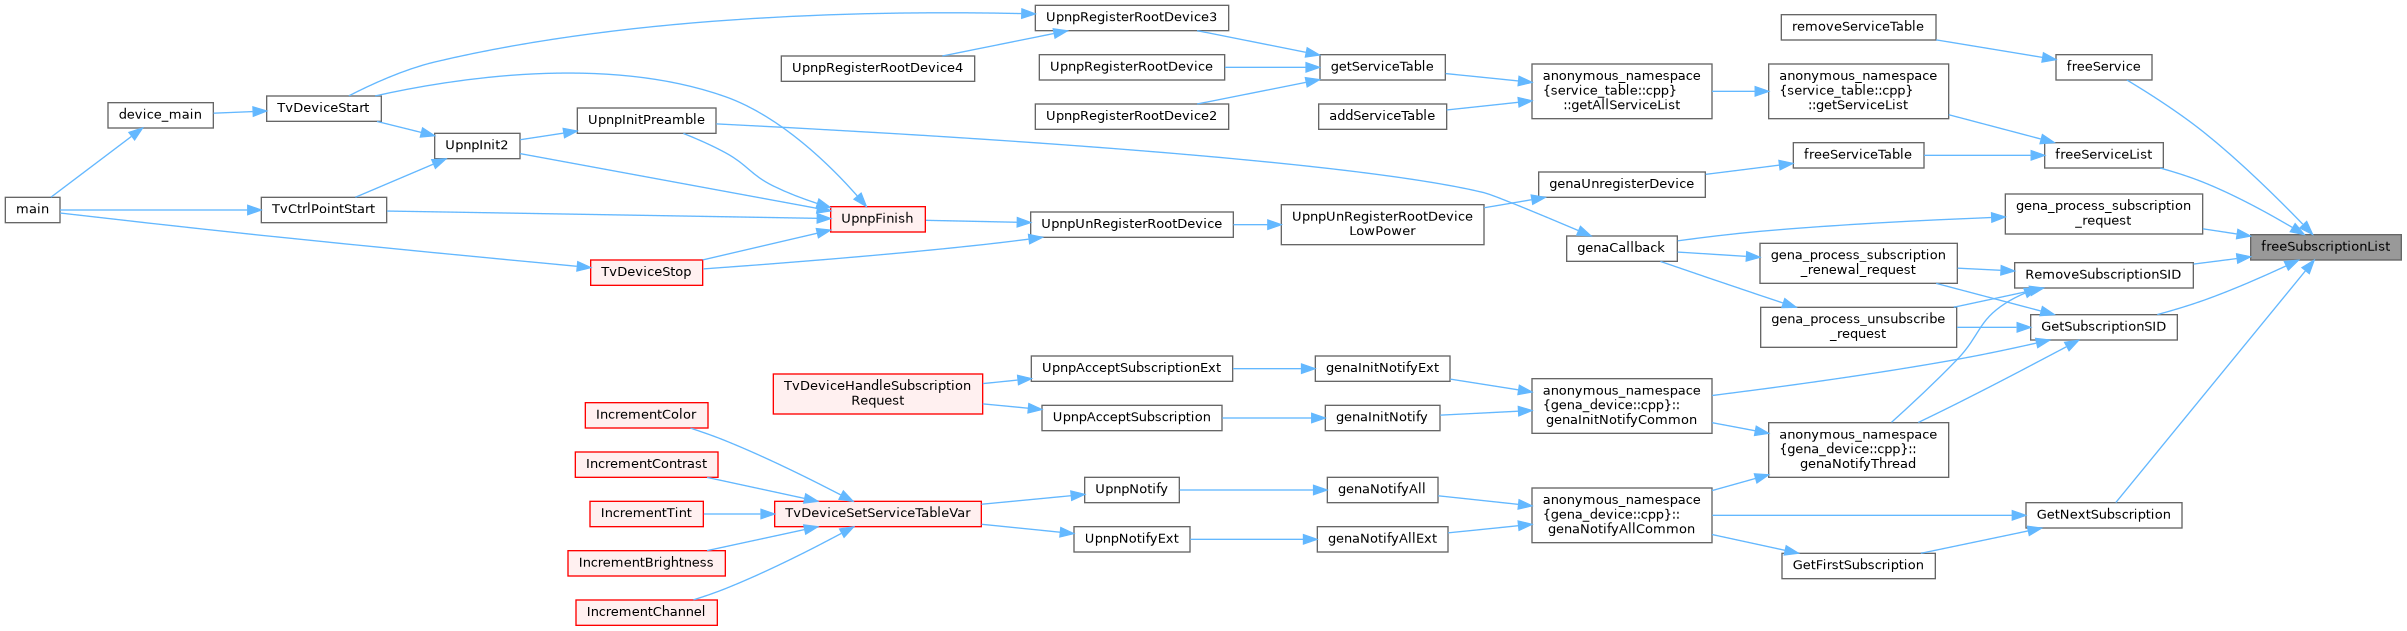 main
device_main
TvDeviceStart
TvCtrlPointStart
UpnpInit2
UpnpInitPreamble
TvDeviceStop
IncrementColor
IncrementContrast
IncrementTint
IncrementBrightness
IncrementChannel
UpnpRegisterRootDevice4
UpnpFinish
TvDeviceHandleSubscription
Request
TvDeviceSetServiceTableVar
UpnpRegisterRootDevice3
UpnpRegisterRootDevice
UpnpRegisterRootDevice2
UpnpUnRegisterRootDevice
UpnpAcceptSubscriptionExt
UpnpAcceptSubscription
UpnpNotify
UpnpNotifyExt
getServiceTable
addServiceTable
UpnpUnRegisterRootDevice
LowPower
genaInitNotifyExt
genaInitNotify
genaNotifyAll
genaNotifyAllExt
anonymous_namespace
{service_table::cpp}
::getAllServiceList
genaUnregisterDevice
genaCallback
anonymous_namespace
{gena_device::cpp}::
genaInitNotifyCommon
anonymous_namespace
{gena_device::cpp}::
genaNotifyAllCommon
removeServiceTable
anonymous_namespace
{service_table::cpp}
::getServiceList
freeServiceTable
gena_process_subscription
_renewal_request
gena_process_unsubscribe
_request
anonymous_namespace
{gena_device::cpp}::
genaNotifyThread
GetFirstSubscription
freeService
freeServiceList
gena_process_subscription
_request
RemoveSubscriptionSID
GetSubscriptionSID
GetNextSubscription
freeSubscriptionList